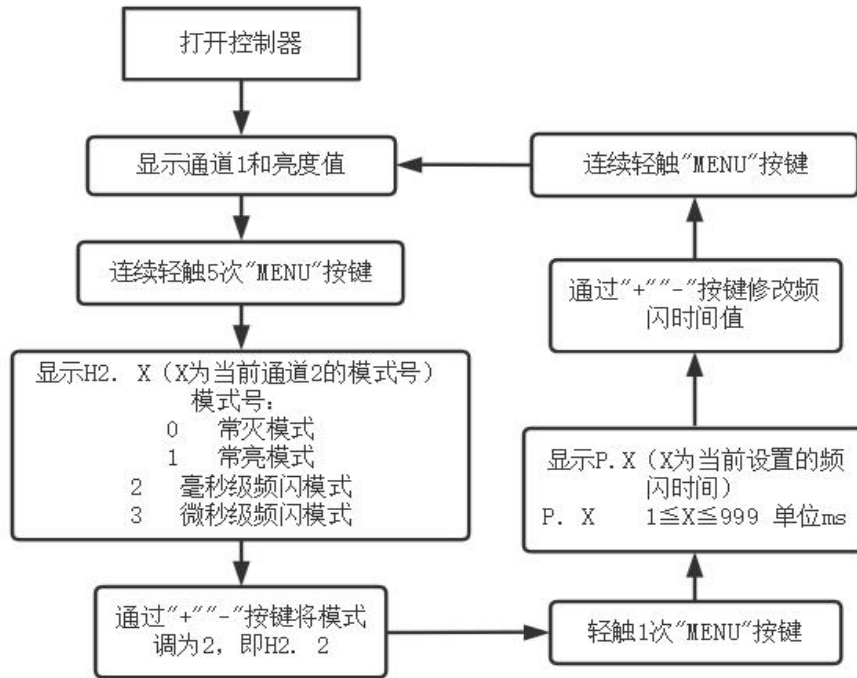 打开控制器
显示通道1和亮度值
连续轻触5次"MENU"按键
显示H2. X（X为当前通道2的模式号）
模式号：
0 常灭模式
1 常亮模式
2 毫秒级频闪模式
3 微秒级频闪模式
通过"+""-"按键将模式
调为2，即H2. 2
轻触1次"MENU"按键
显示P.X（X为当前设置的频
闪时间）
P. X 1≦X≦999 单位ms
通过"+""-"按键修改频
闪时间值
连续轻触"MENU"按键